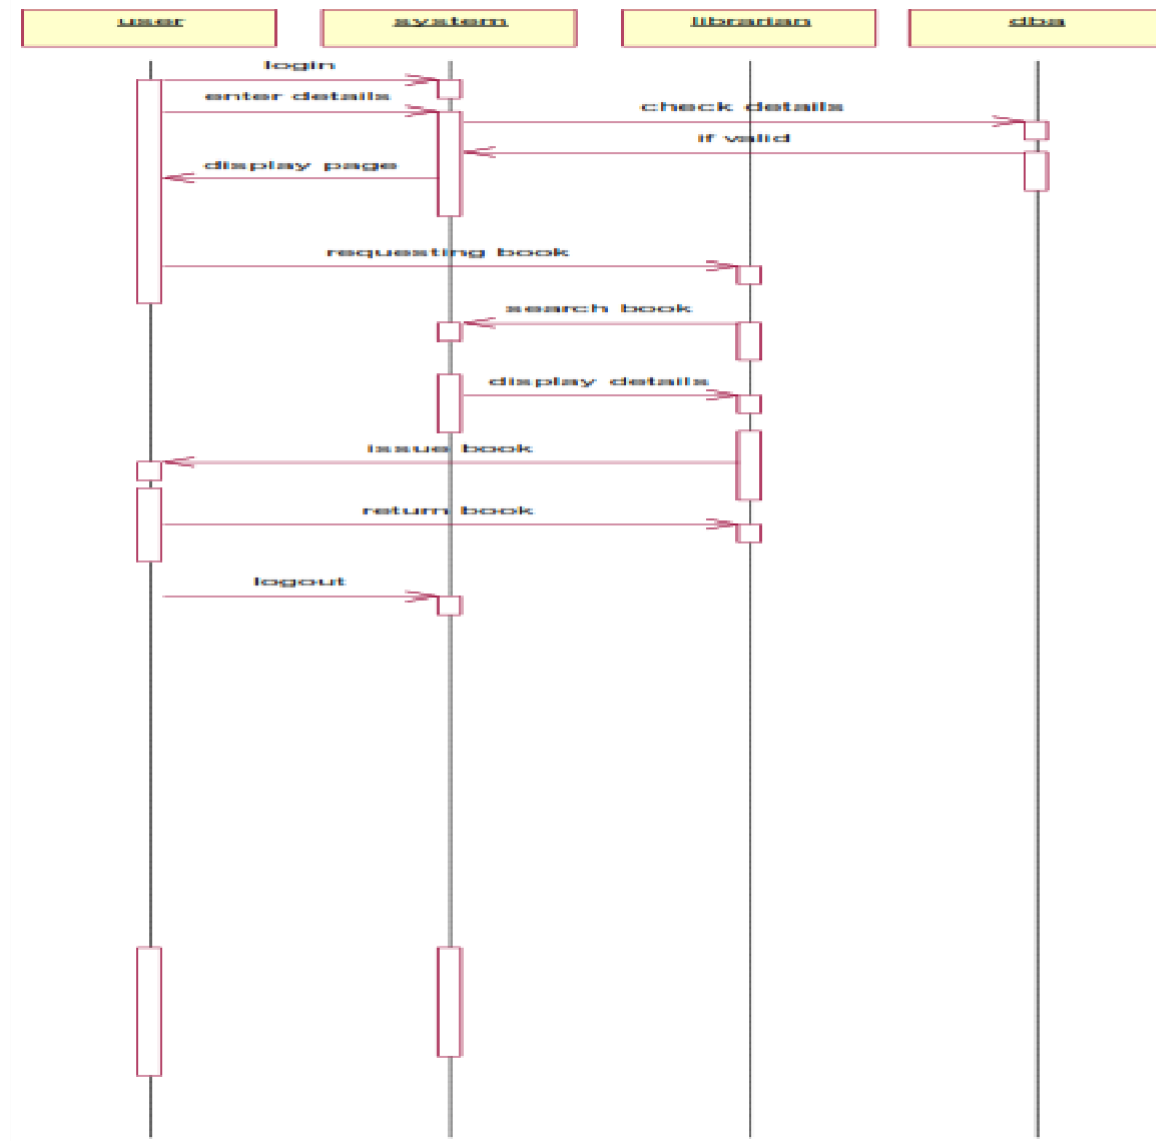 user
system
librarian
dba
login
enter details
check details
if valid
display page
requesting book
search book
display details
issue book
return book
logout